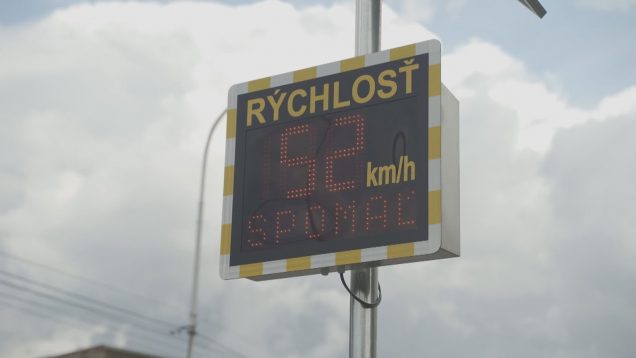 RÝCHLOSŤ
52
km/h
SPOMAĽ